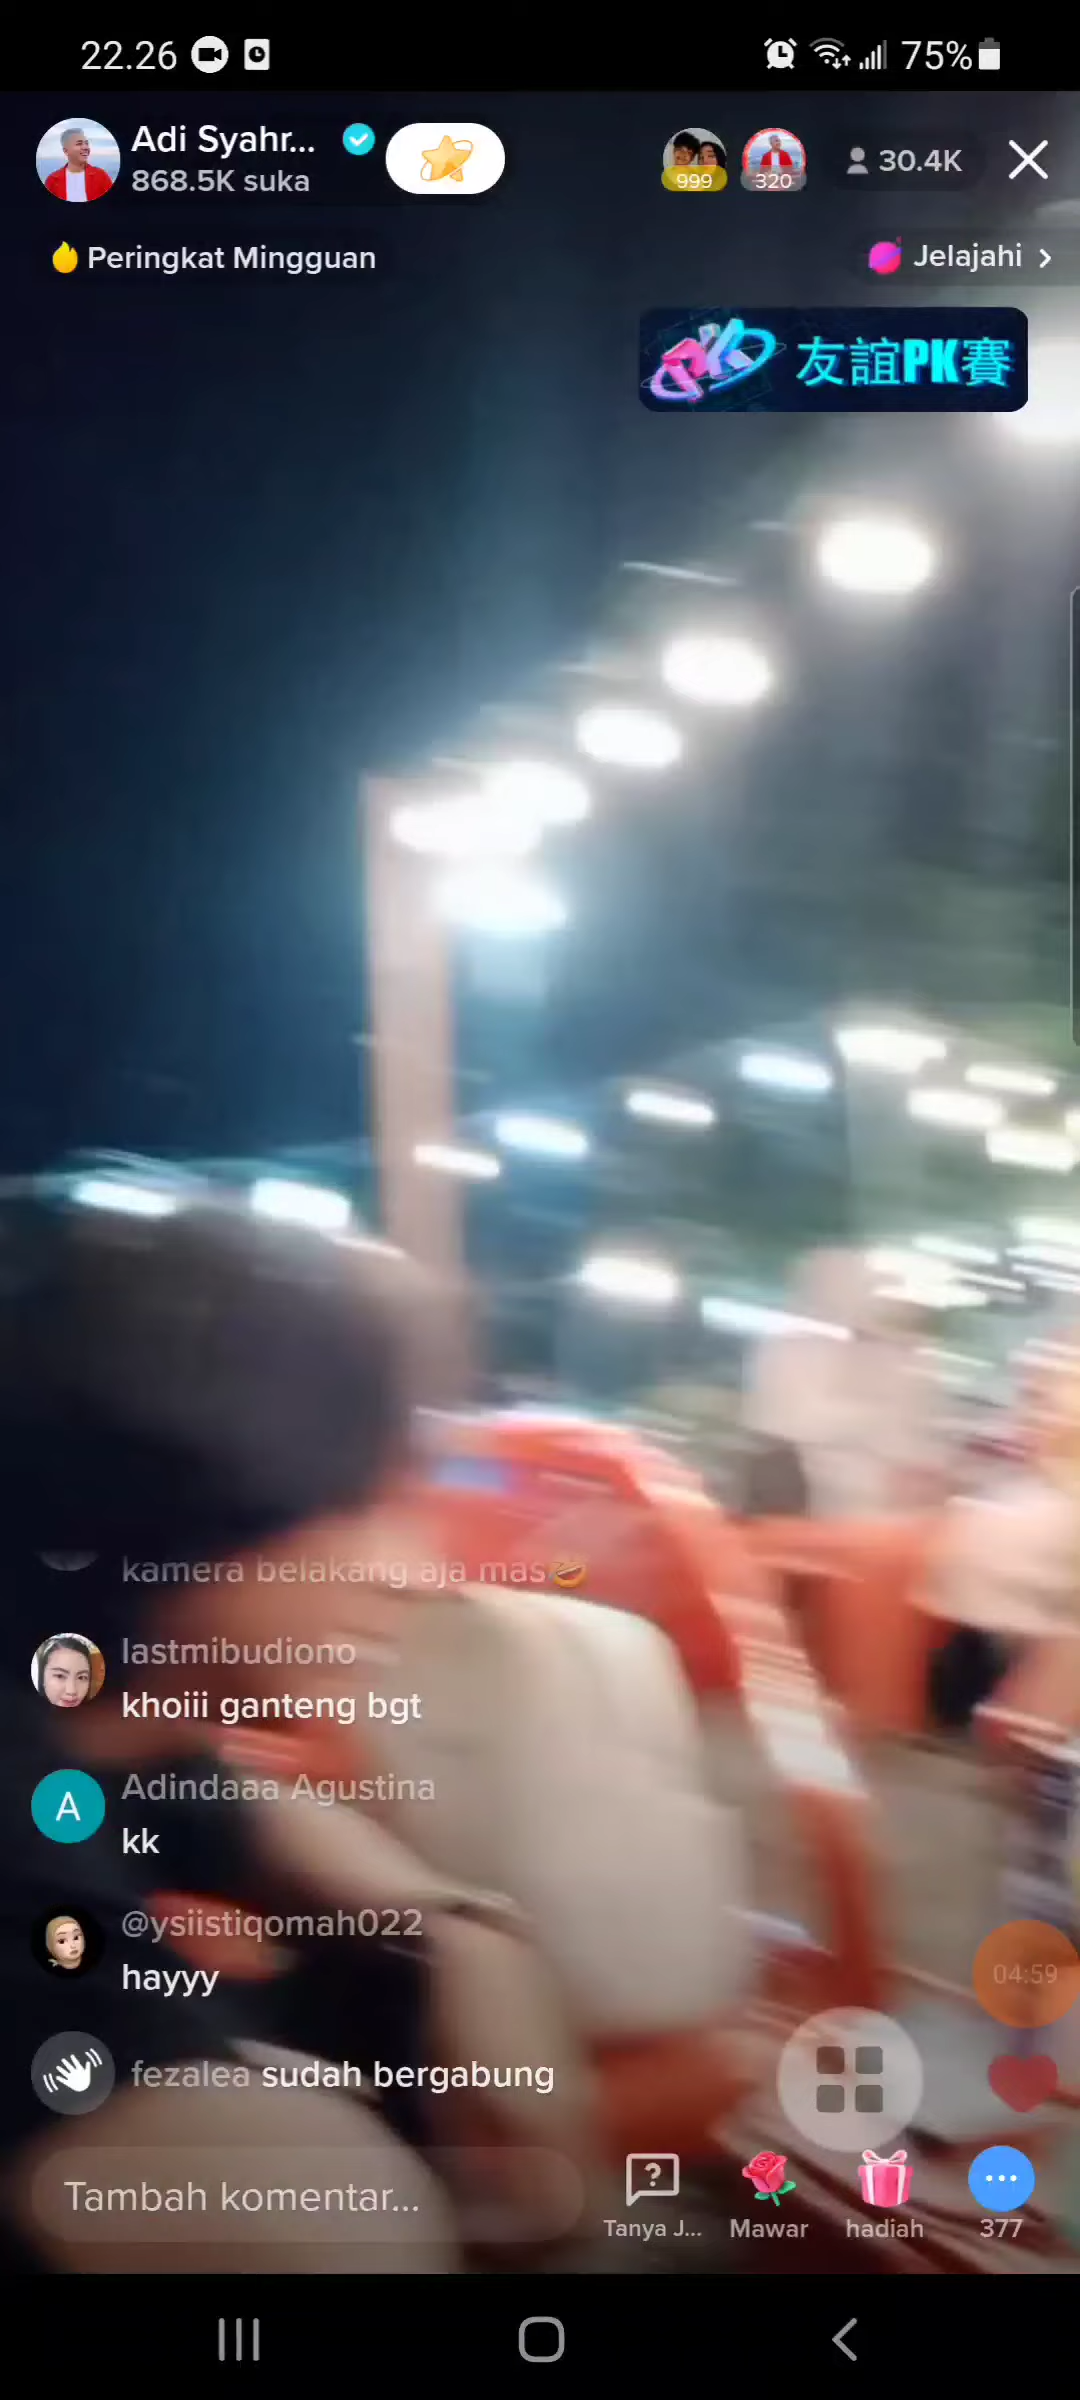 22.26
75%
Adi Syahr...
868.5K suka
999
320
30.4K
Peringkat Mingguan
Jelajahi
PK 友誼PK賽
kamera belakang aja mas🤣
lastmibudiono
khoiii ganteng bgt
Adindaaa Agustina
A
kk
@ysiistiqomah022
hayyy
04:59
fezalea sudah bergabung
Tambah komentar...
Tanya J...
Mawar
hadiah
377